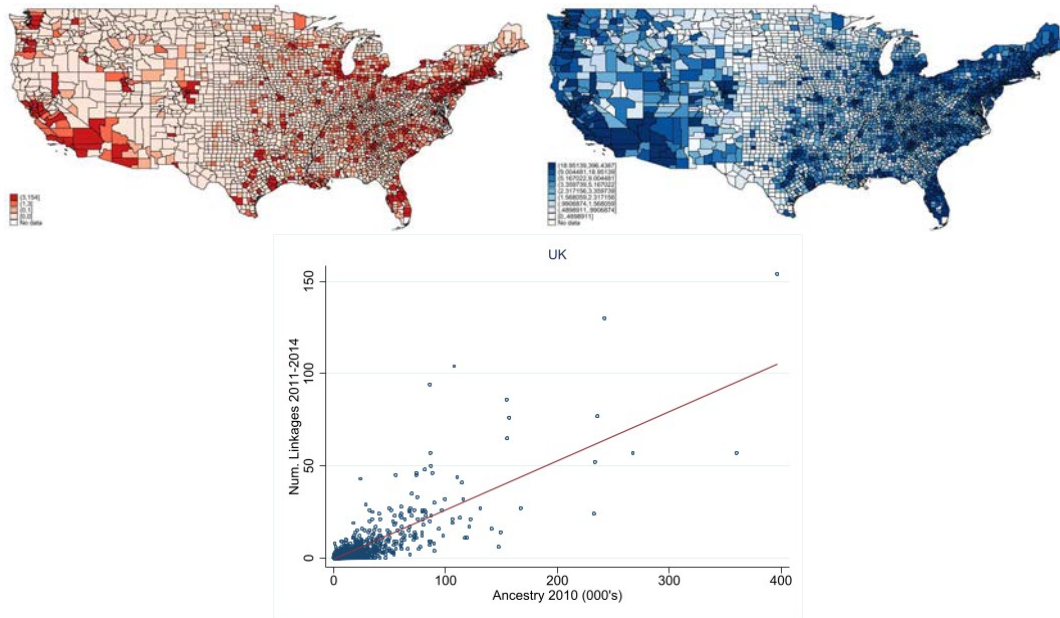 (3,154]
(1,3]
(0,1]
[0,0]
No data
(18.95139,396.4387]
(9.004481,18.95139]
(5.167022,9.004481]
(3.359739,5.167022]
(2.317156,3.359739]
(1.568059,2.317156]
(.9906874,1.568059]
(.4898911,.9906874]
[0,.4898911]
No data
UK
Num. Linkages 2011-2014
150
100
50
0
0 100 200 300 400
Ancestry 2010 (000's)